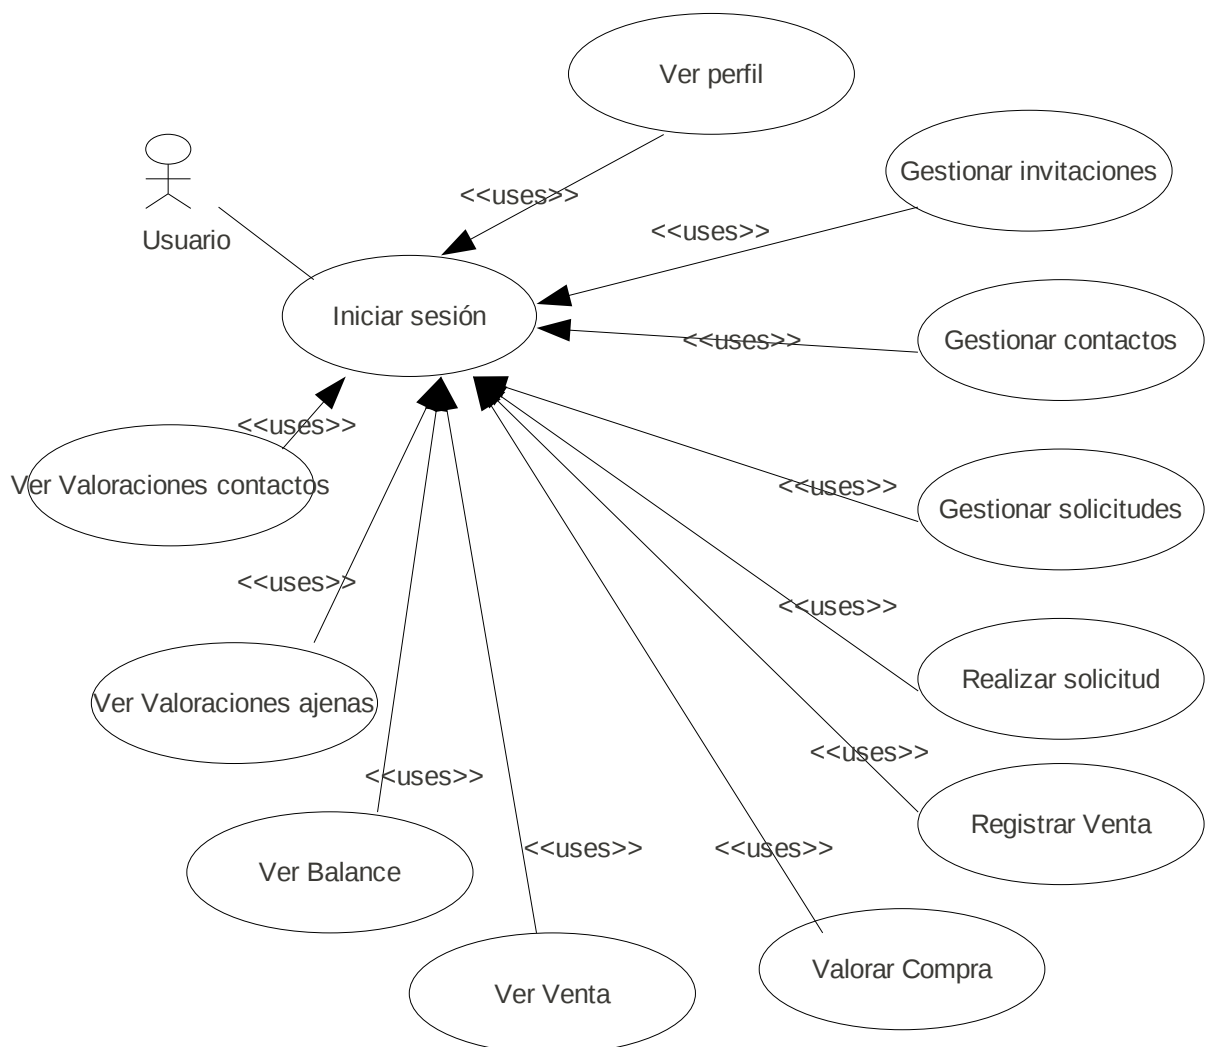 Ver perfil
Gestionar invitaciones
<<uses>>
<<uses>>
Usuario
Iniciar sesión
<<uses>>
Gestionar contactos
<<uses>>
Ver Valoraciones contactos
<<uses>>
Gestionar solicitudes
<<uses>>
<<uses>>
Realizar solicitud
Ver Valoraciones ajenas
<<uses>>
<<uses>>
Registrar Venta
<<uses>>
<<uses>>
Ver Balance
Valorar Compra
Ver Venta